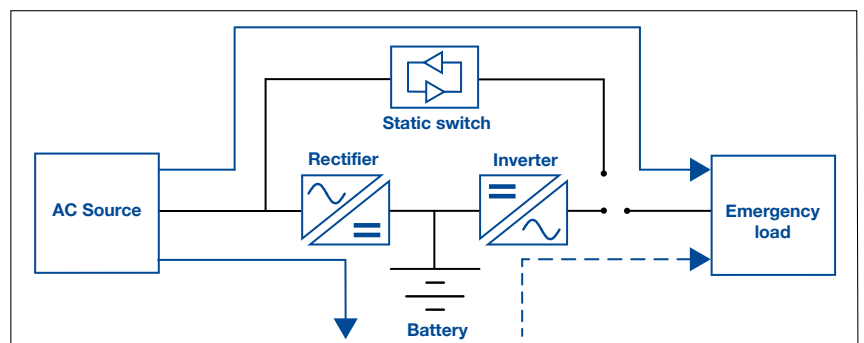 Static switch
Rectifier
Inverter
AC Source
Emergency
load
Battery